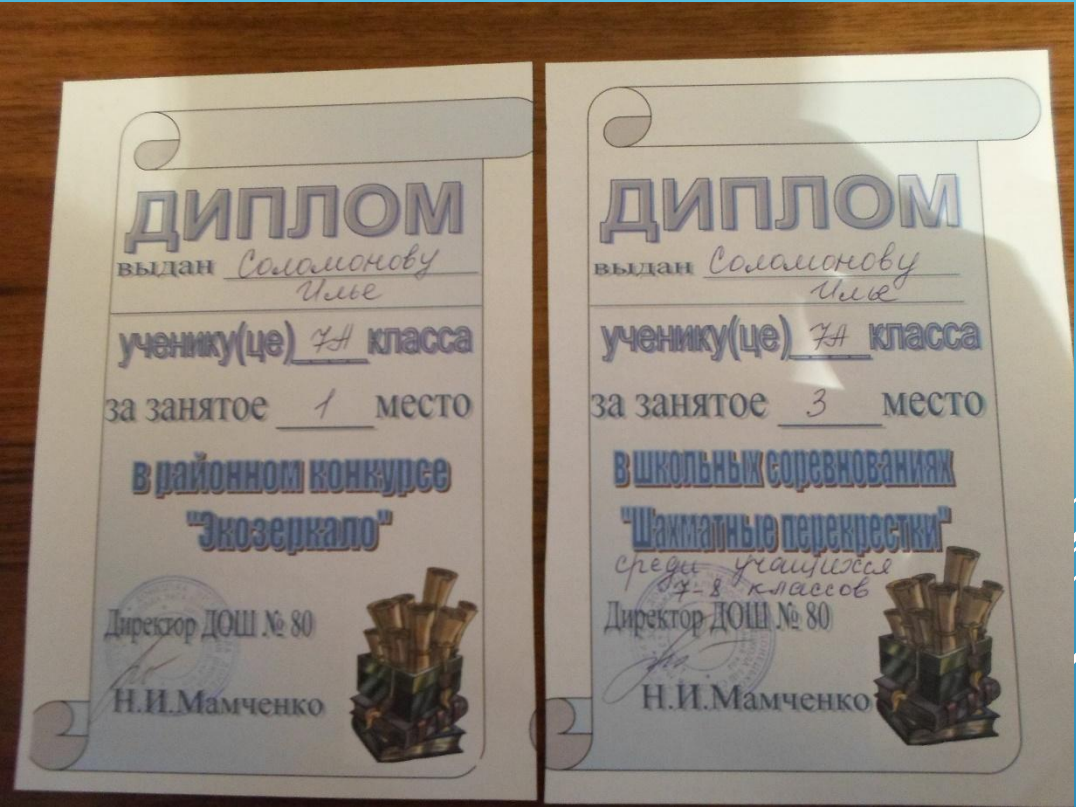 ДИПЛОМ
выдан Соломонову
Илье
ученику(це) 7А класса
за занятое 1 место
в районном конкурсе
"Экозеркало"
Директор ДОШ № 80
Н.И.Мамченко
ДИПЛОМ
выдан Соломонову
Илье
ученику(це) 7А класса
за занятое 3 место
в школьных соревнованиях
"Шахматные перекрестки"
среди учащихся
7-8 классов
Директор ДОШ № 80
Н.И.Мамченко